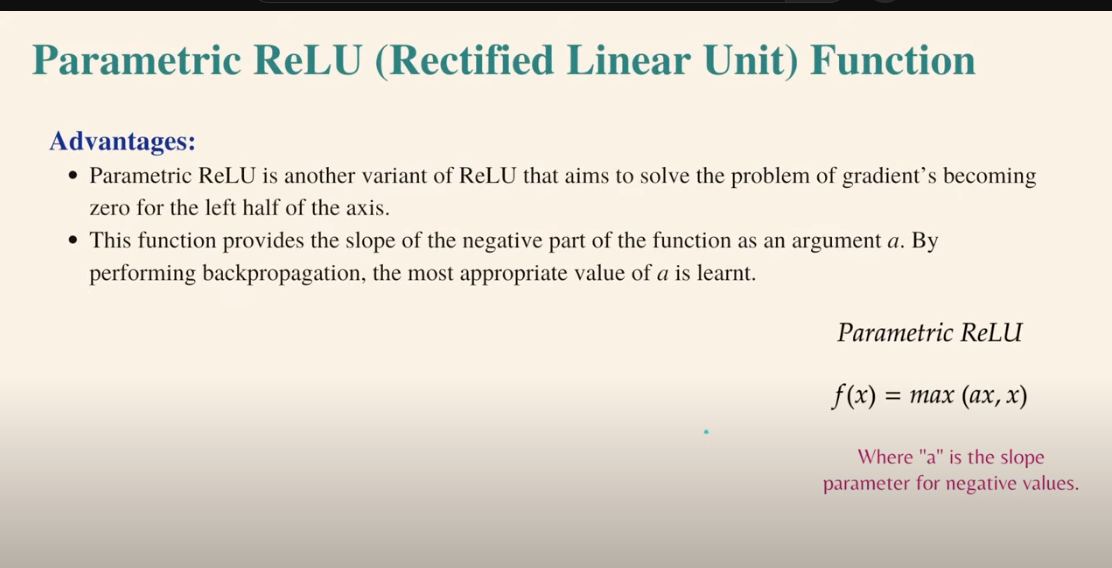 Parametric ReLU (Rectified Linear Unit) Function
Advantages:
• Parametric ReLU is another variant of ReLU that aims to solve the problem of gradient's becoming
zero for the left half of the axis.
• This function provides the slope of the negative part of the function as an argument a. By
performing backpropagation, the most appropriate value of a is learnt.
Parametric ReLU
f(x) = max (ax, x)
Where "a" is the slope
parameter for negative values.